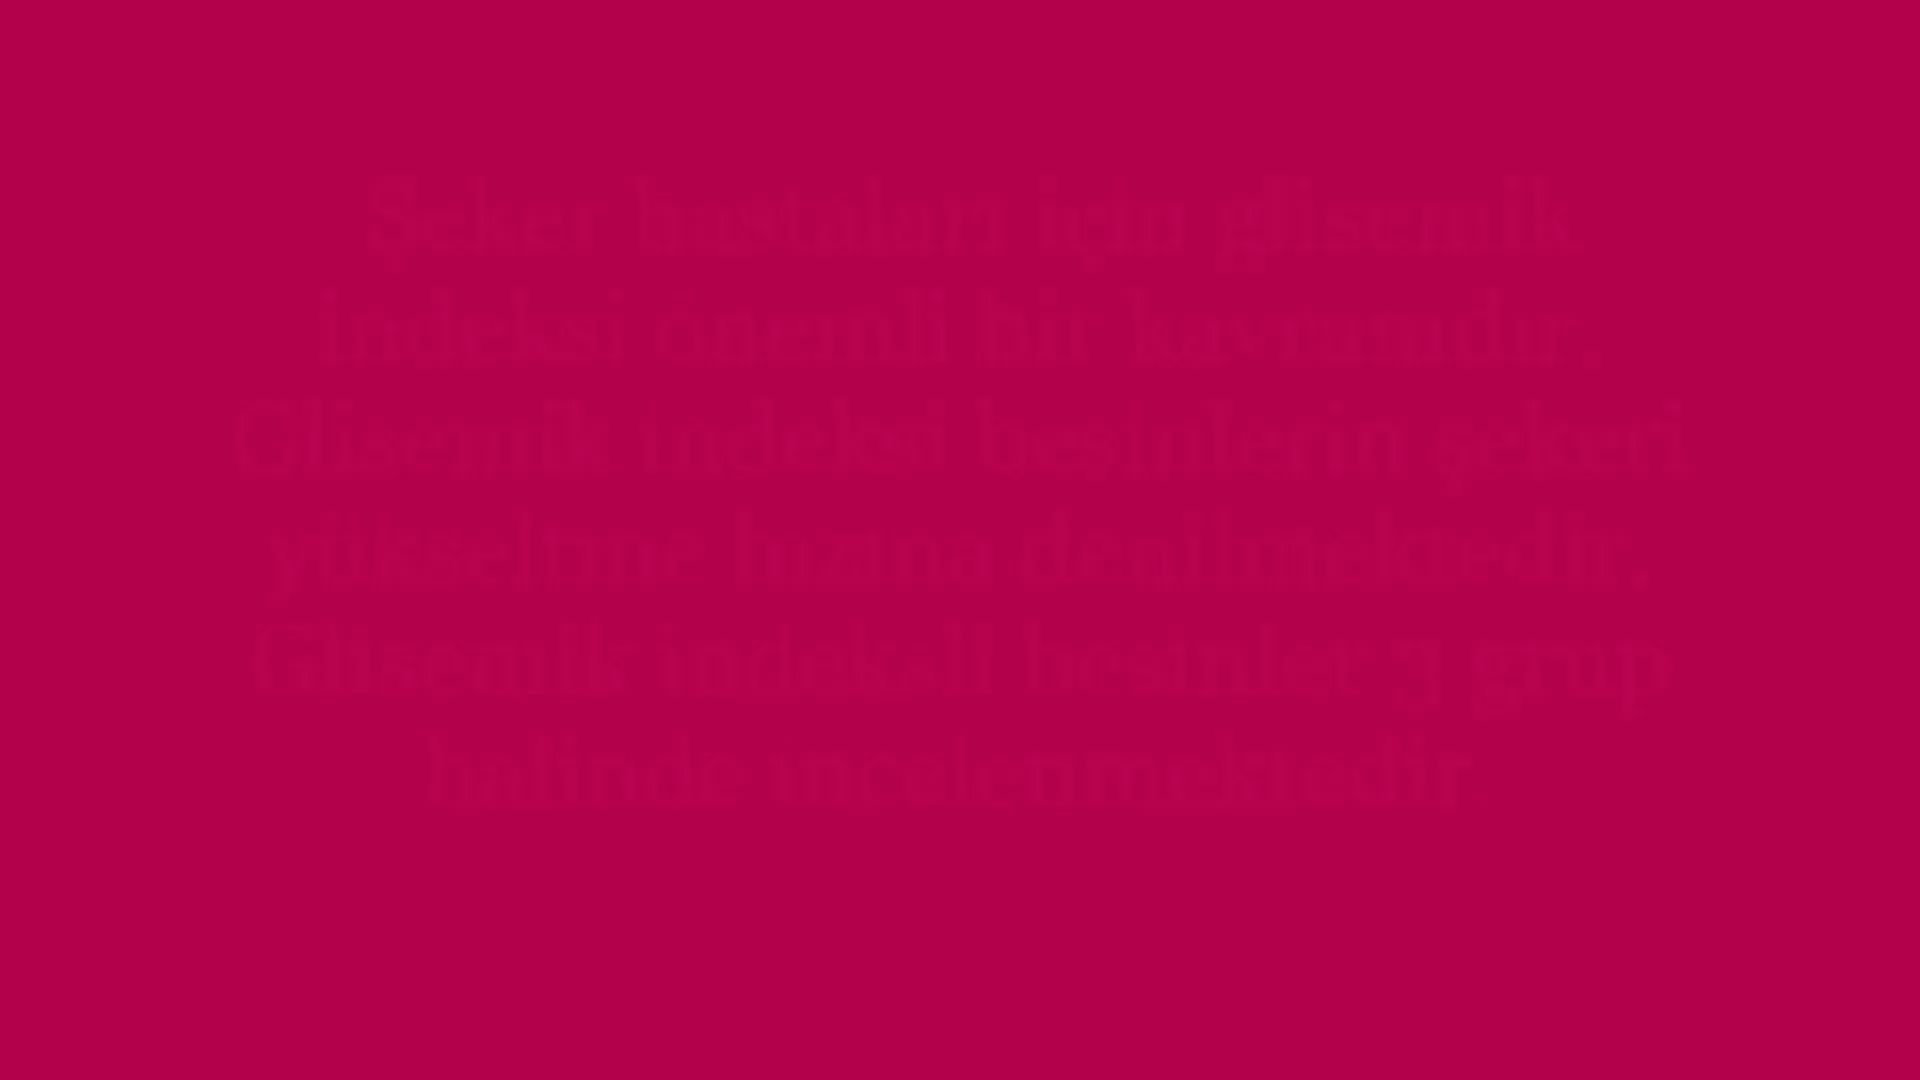 Şeker hastaları için glisemik
indeksi önemli bir kavramdır.
Glisemik indeksi besinlerin şekeri
yükseltme hızına denilmektedir.
Glisemik indeksli besinler 3 grup
halinde incelenmektedir.